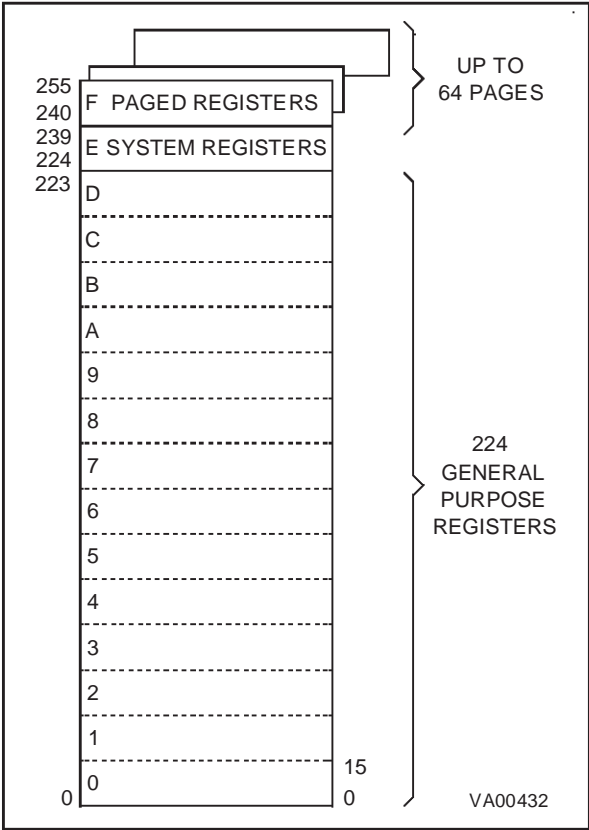 UP TO
64 PAGES
255
F PAGED REGISTERS
240
239
E SYSTEM REGISTERS
224
223
D
C
B
A
9
8
7
6
5
4
3
2
1
0
0
15
0
224
GENERAL
PURPOSE
REGISTERS
VA00432